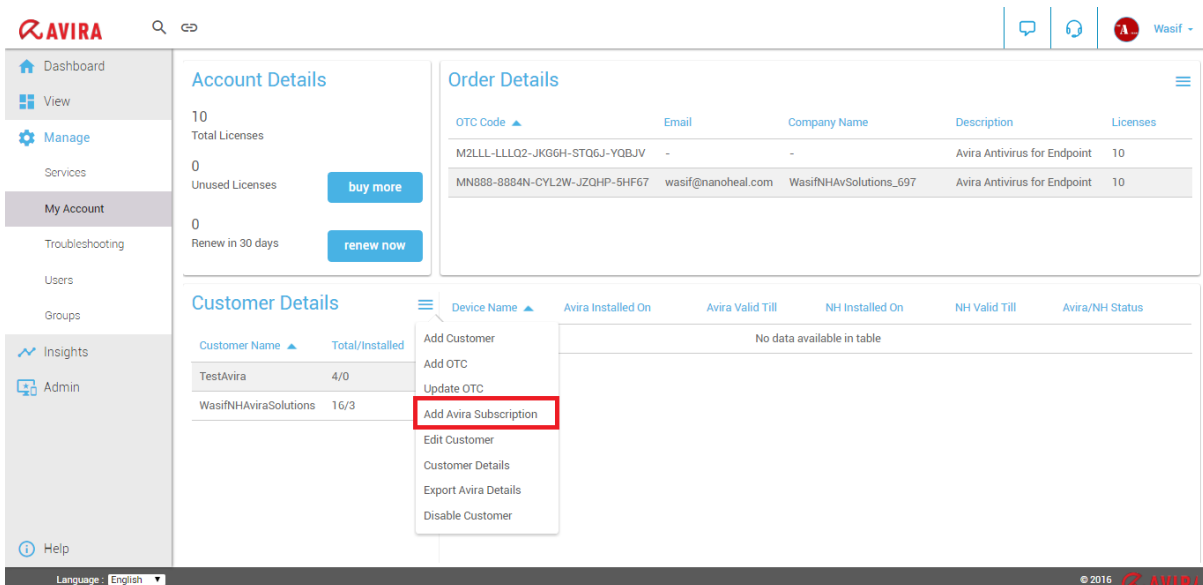 AVIRA
Wasif
Dashboard
View
Manage
Services
My Account
Troubleshooting
Users
Groups
Insights
Admin
Help
Account Details
10
Total Licenses
0
Unused Licenses
buy more
0
Renew in 30 days
renew now
Order Details
OTC Code Email Company Name Description Licenses
M2LLL-LLLQ2-JKG6H-STQ6J-YQBJV - - Avira Antivirus for Endpoint 10
MN888-8884N-CYL2W-JZQHP-5HF67 wasif@nanoheal.com WasifNHAvSolutions_697 Avira Antivirus for Endpoint 10
Customer Details
Customer Name Total/Installed
TestAvira 4/0
WasifNHAviraSolutions 16/3
Add Customer
Add OTC
Update OTC
Add Avira Subscription
Edit Customer
Customer Details
Export Avira Details
Disable Customer
Device Name Avira Installed On Avira Valid Till NH Installed On NH Valid Till Avira/NH Status
No data available in table
Language : English
© 2016 AVIRA